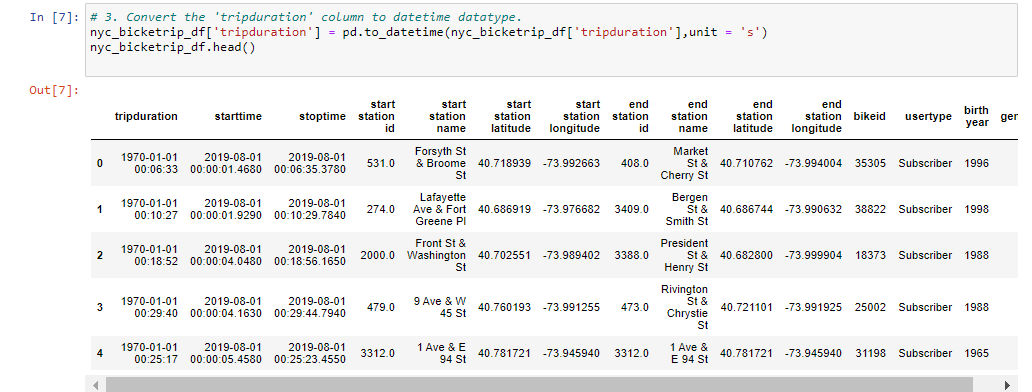 In [7]: # 3. Convert the 'tripduration' column to datetime datatype.
nyc_bicketrip_df['tripduration'] = pd.to_datetime(nyc_bicketrip_df['tripduration'],unit = 's')
nyc_bicketrip_df.head()
Out[7]:
tripduration starttime stoptime start station id start station name start station latitude start station longitude end station id end station name end station latitude end station longitude bikeid usertype birth year ger
0 1970-01-01 00:06:33 2019-08-01 00:00:01.4680 2019-08-01 00:06:35.3780 531.0 Forsyth St & Broome St 40.718939 -73.992663 408.0 Market St & Cherry St 40.710762 -73.994004 35305 Subscriber 1996
1 1970-01-01 00:10:27 2019-08-01 00:00:01.9290 2019-08-01 00:10:29.7840 274.0 Lafayette Ave & Fort Greene Pl 40.686919 -73.976682 3409.0 Bergen St & Smith St 40.686744 -73.990632 38822 Subscriber 1998
2 1970-01-01 00:18:52 2019-08-01 00:00:04.0480 2019-08-01 00:18:56.1650 2000.0 Front St & Washington St 40.702551 -73.989402 3388.0 President St & Henry St 40.682800 -73.999904 18373 Subscriber 1988
3 1970-01-01 00:29:40 2019-08-01 00:00:04.1630 2019-08-01 00:29:44.7940 479.0 9 Ave & W 45 St 40.760193 -73.991255 473.0 Rivington St & Chrystie St 40.721101 -73.991925 25002 Subscriber 1988
4 1970-01-01 00:25:17 2019-08-01 00:00:05.4580 2019-08-01 00:25:23.4550 3312.0 1 Ave & E 94 St 40.781721 -73.945940 3312.0 1 Ave & E 94 St 40.781721 -73.945940 31198 Subscriber 1965